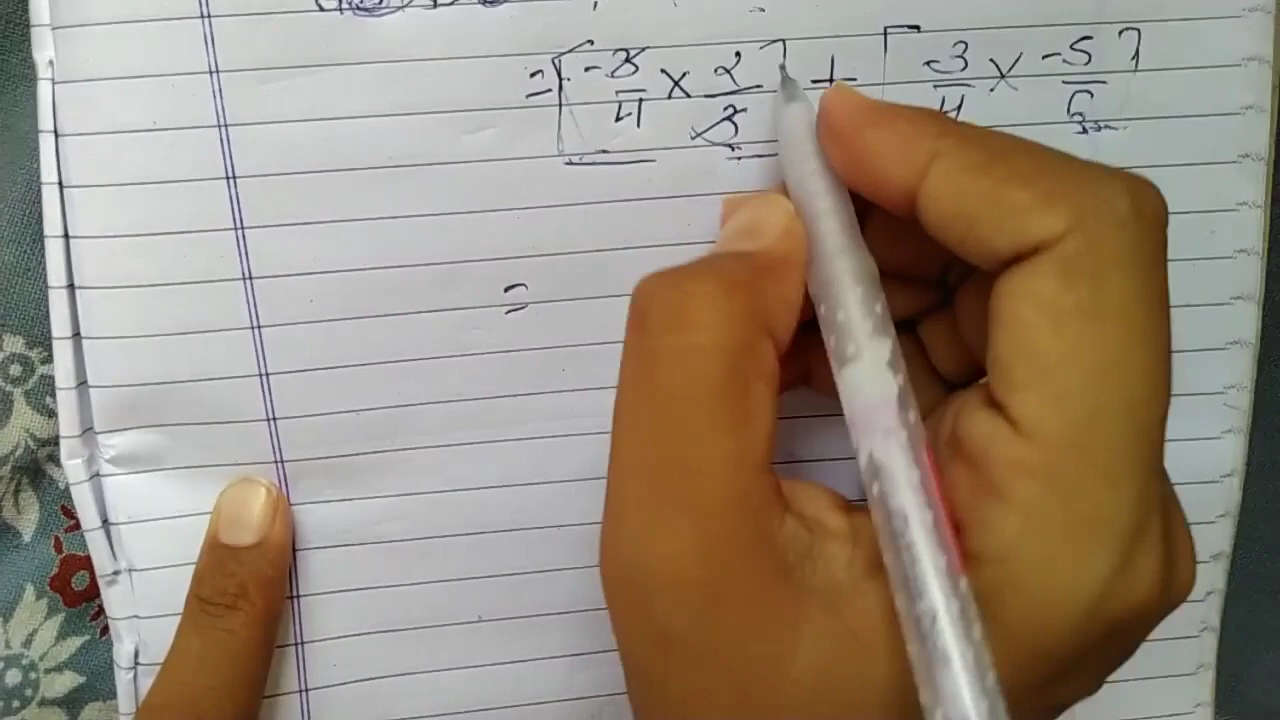 = [-3/4 × 2/3] + [-3/4 × -5/6]
=